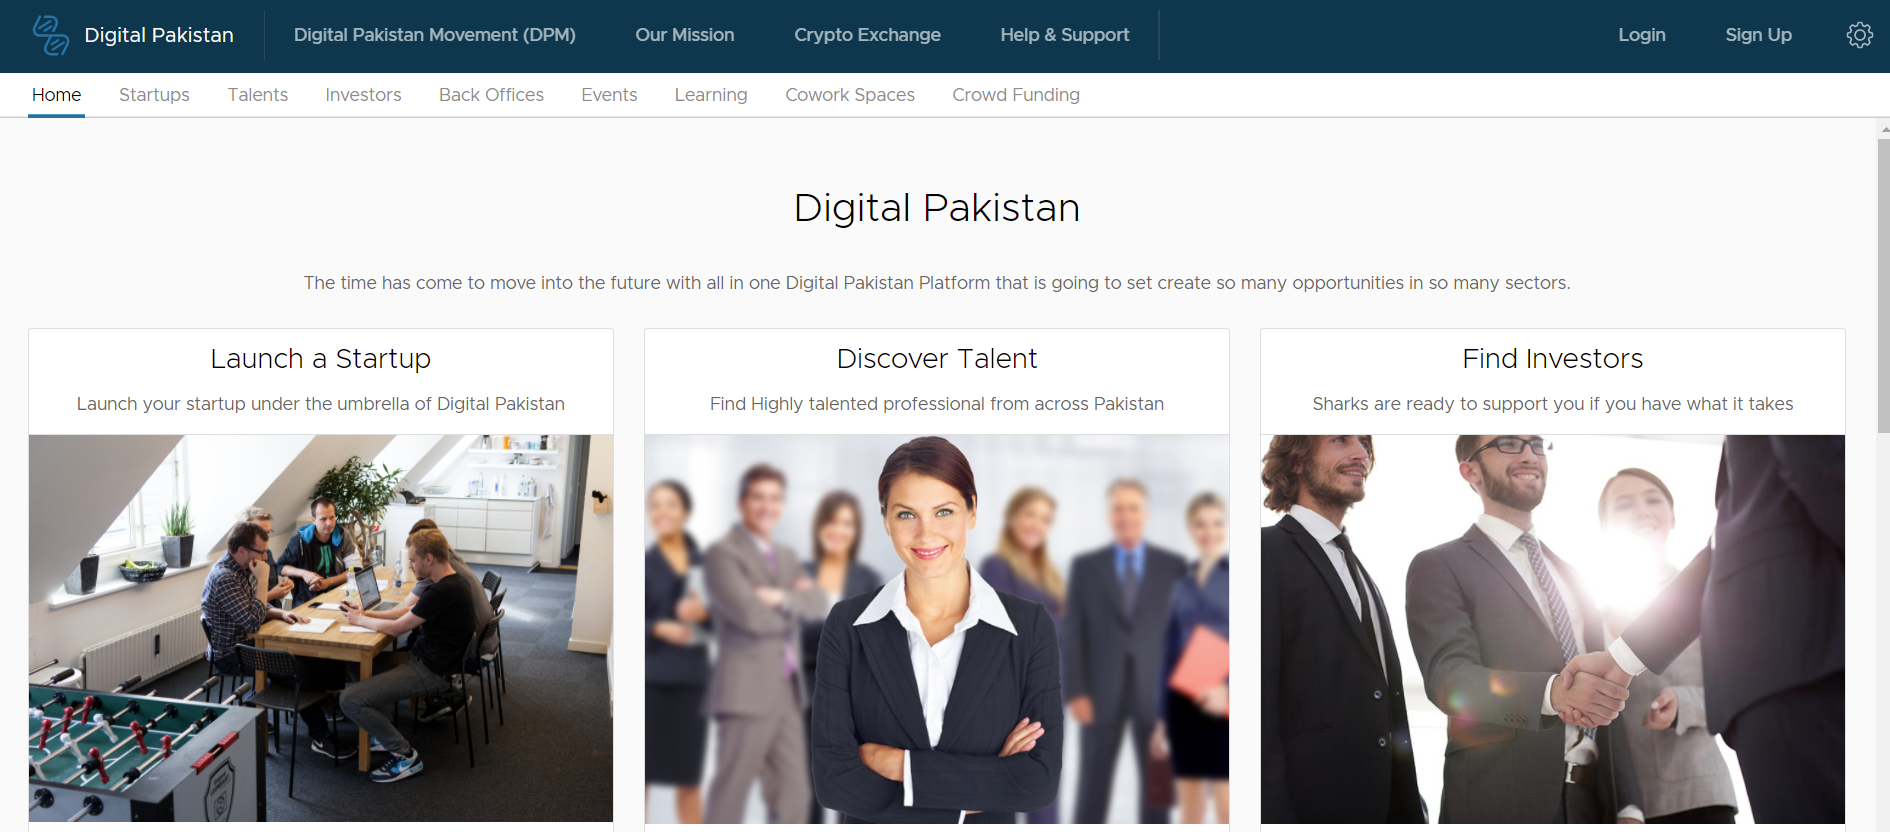 Digital Pakistan
Digital Pakistan Movement (DPM)
Our Mission
Crypto Exchange
Help & Support
Login
Sign Up
Home
Startups
Talents
Investors
Back Offices
Events
Learning
Cowork Spaces
Crowd Funding
Digital Pakistan
The time has come to move into the future with all in one Digital Pakistan Platform that is going to set create so many opportunities in so many sectors.
Launch a Startup
Launch your startup under the umbrella of Digital Pakistan
Discover Talent
Find Highly talented professional from across Pakistan
Find Investors
Sharks are ready to support you if you have what it takes